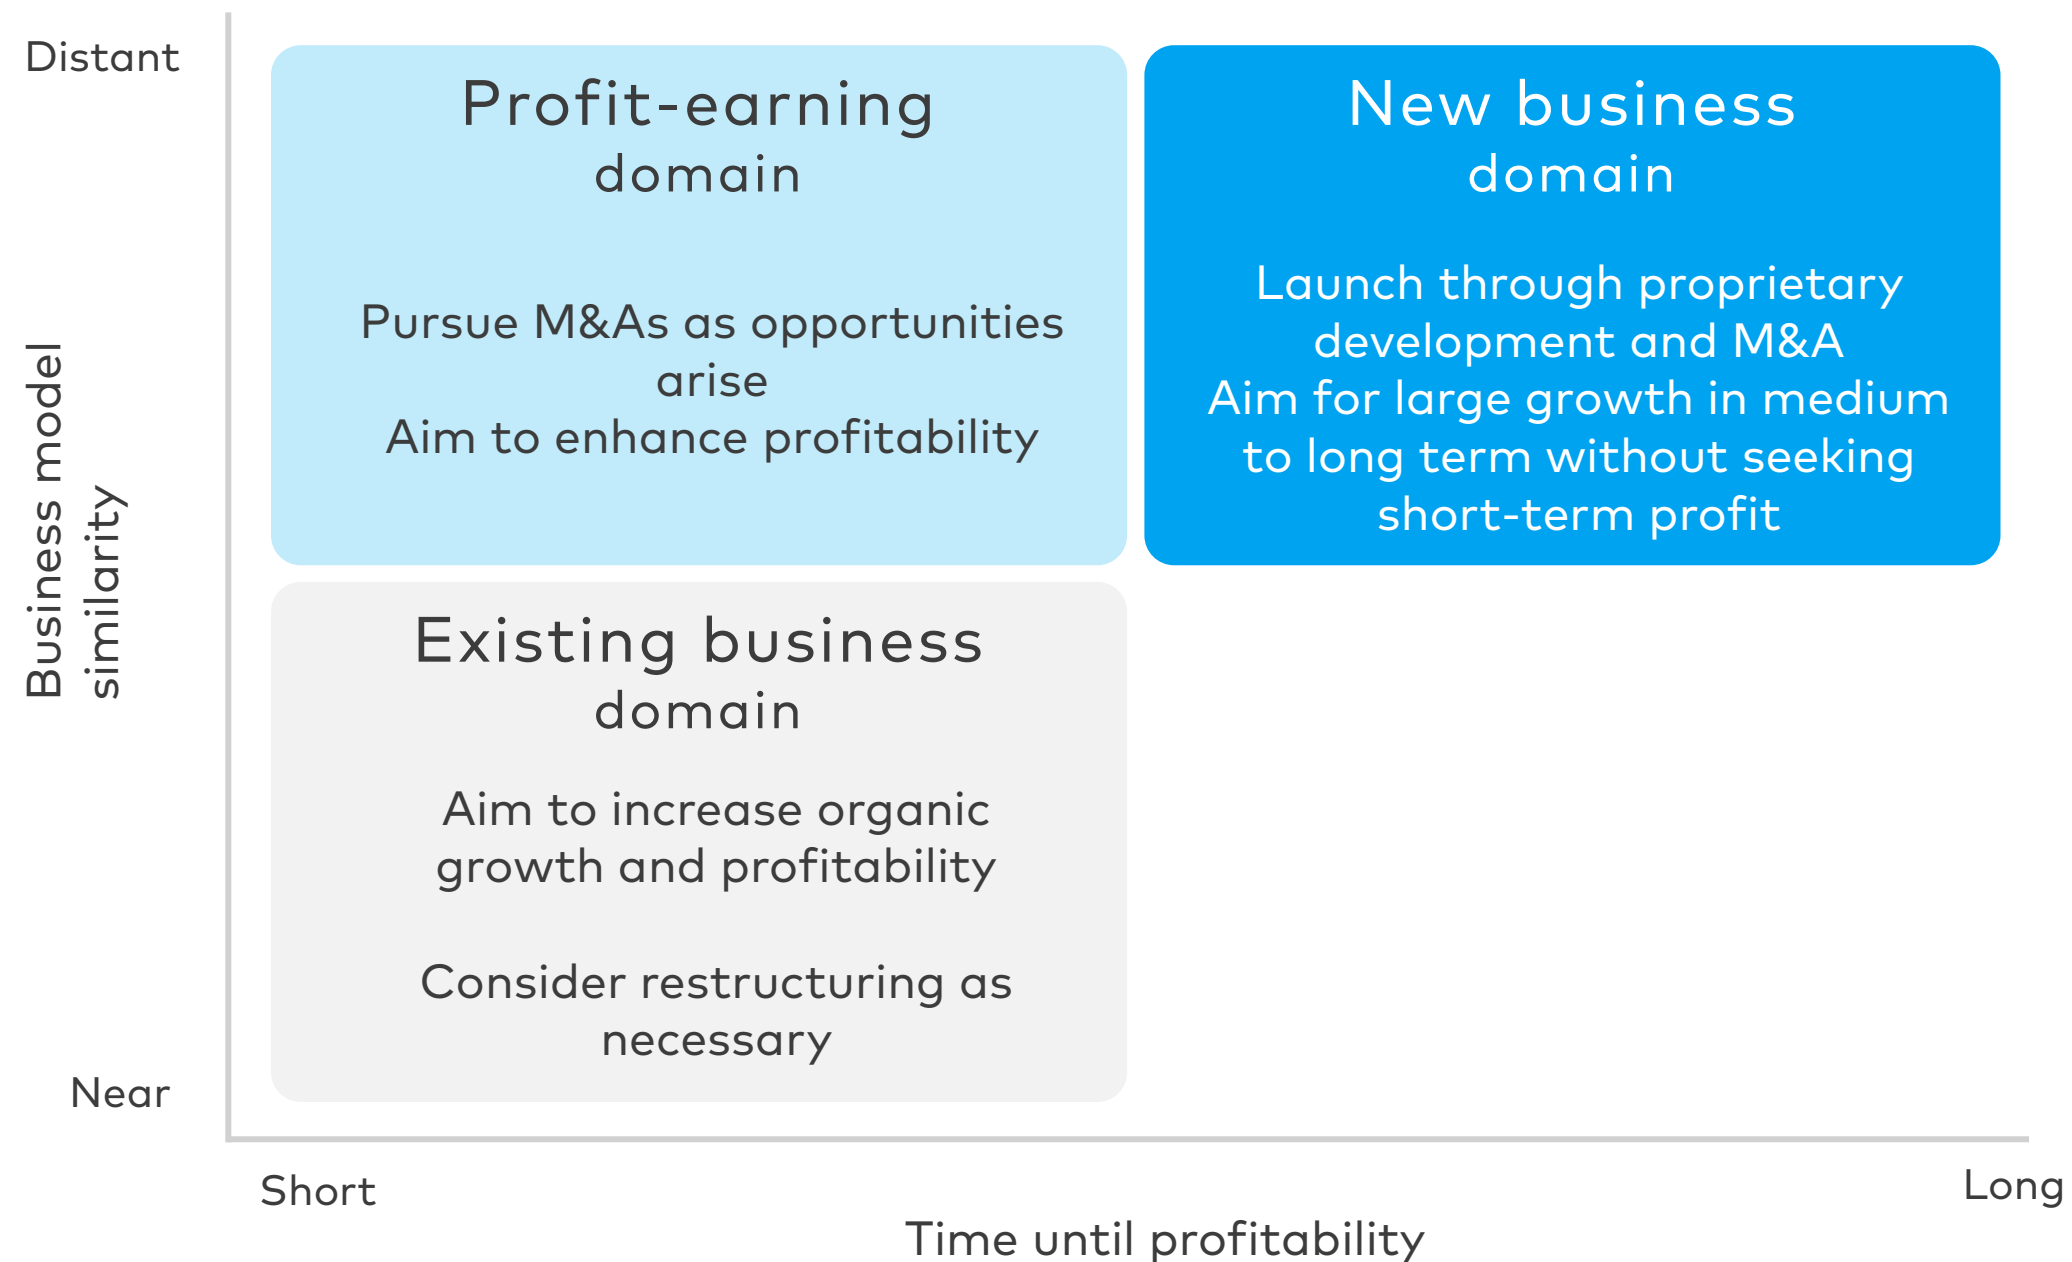 Distant
Business model
similarity
Near
Profit-earning
domain
Pursue M&As as opportunities
arise
Aim to enhance profitability
New business
domain
Launch through proprietary
development and M&A
Aim for large growth in medium
to long term without seeking
short-term profit
Existing business
domain
Aim to increase organic
growth and profitability
Consider restructuring as
necessary
Short
Long
Time until profitability